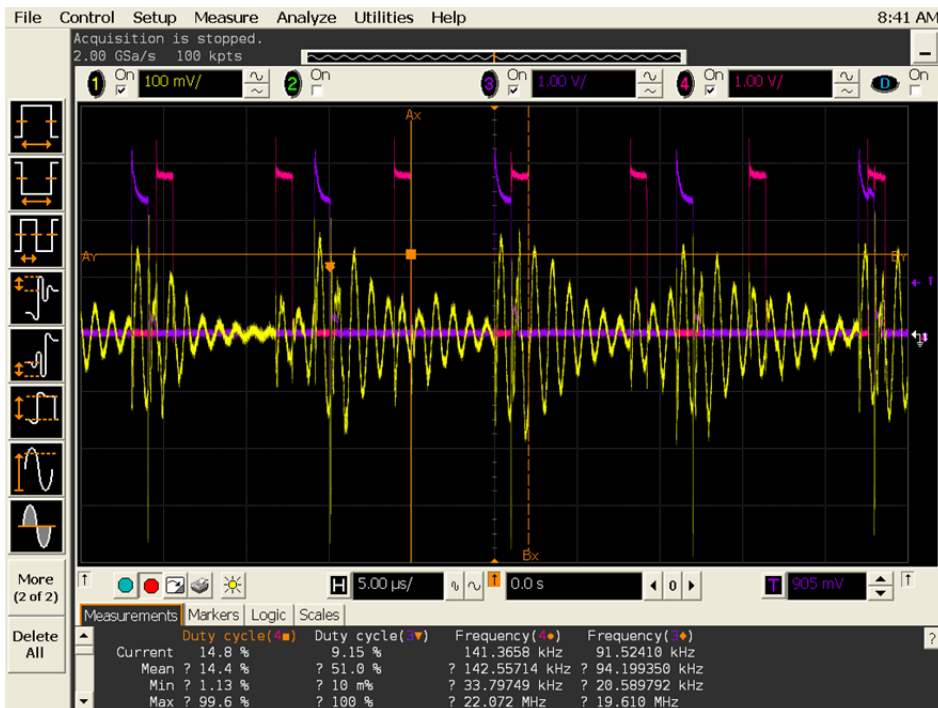 File Control Setup Measure Analyze Utilities Help 8:41 AM
Acquisition is stopped.
2.00 GSa/s 100 kpts
1 On 100 mV/ 2 On 3 On 1.00 V/ 4 On 1.00 V/ D On
Ax
AY BY
T
Bx
More
(2 of 2)
Delete
All
H 5.00 µs/ T 0.0 s 0 T 905 mV
Measurements Markers Logic Scales
Duty cycle(4■) Duty cycle(3▼) Frequency(4●) Frequency(3♦)
Current 14.8 % 9.15 % 141.3658 kHz 91.52410 kHz
Mean ? 14.4 % ? 51.0 % ? 142.55714 kHz ? 94.199350 kHz
Min ? 1.13 % ? 10 m% ? 33.79749 kHz ? 20.589792 kHz
Max ? 99.6 % ? 100 % ? 22.072 MHz ? 19.610 MHz
?